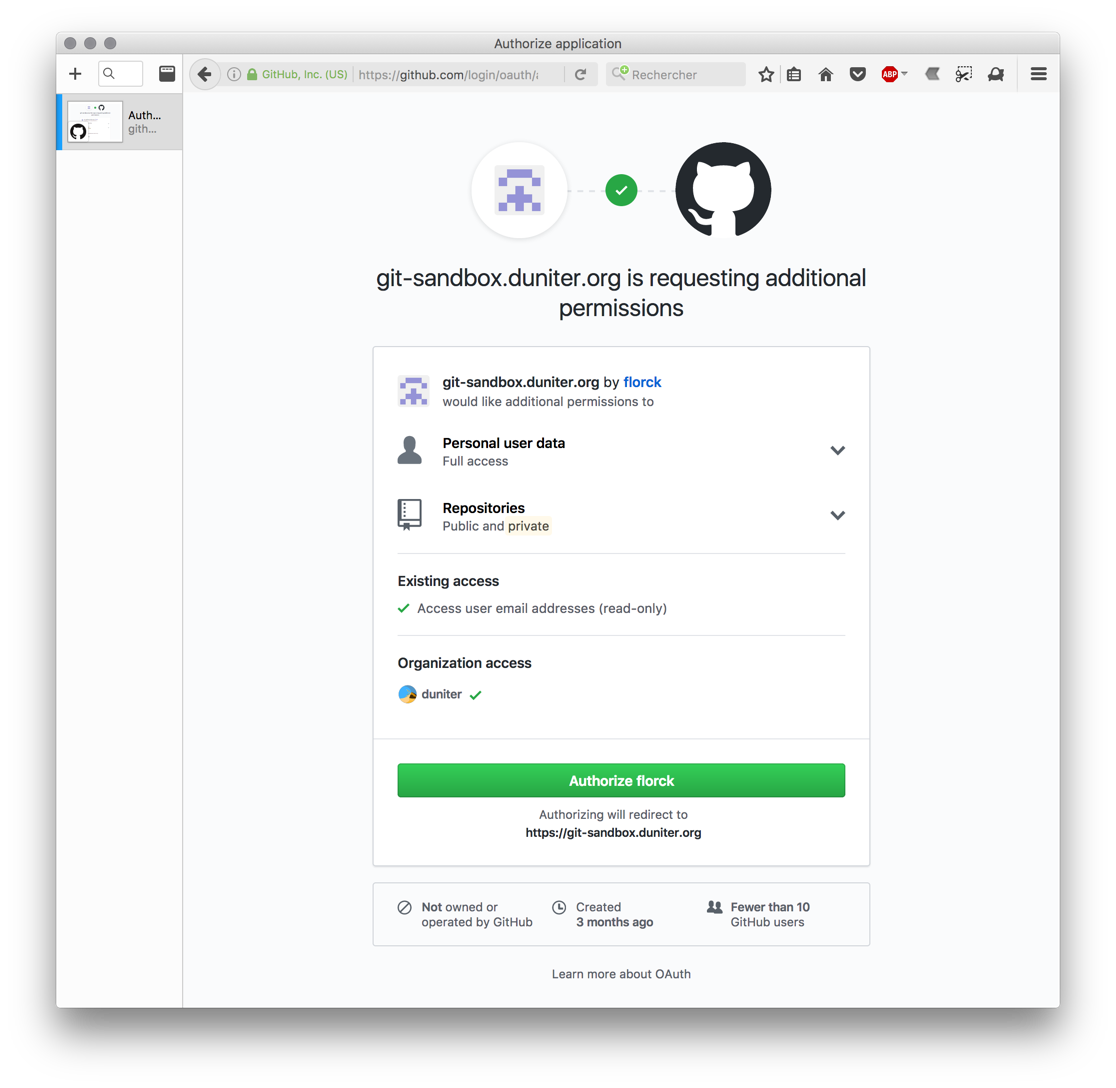 Authorize application
GitHub, Inc. (US)
https://github.com/login/oauth/a
Rechercher
ABP
Auth...
gith...
git-sandbox.duniter.org is requesting additional
permissions
git-sandbox.duniter.org by florck
would like additional permissions to
Personal user data
Full access
Repositories
Public and private
Existing access
Access user email addresses (read-only)
Organization access
duniter
Authorize florck
Authorizing will redirect to
https://git-sandbox.duniter.org
Not owned or
operated by GitHub
Created
3 months ago
Fewer than 10
GitHub users
Learn more about OAuth